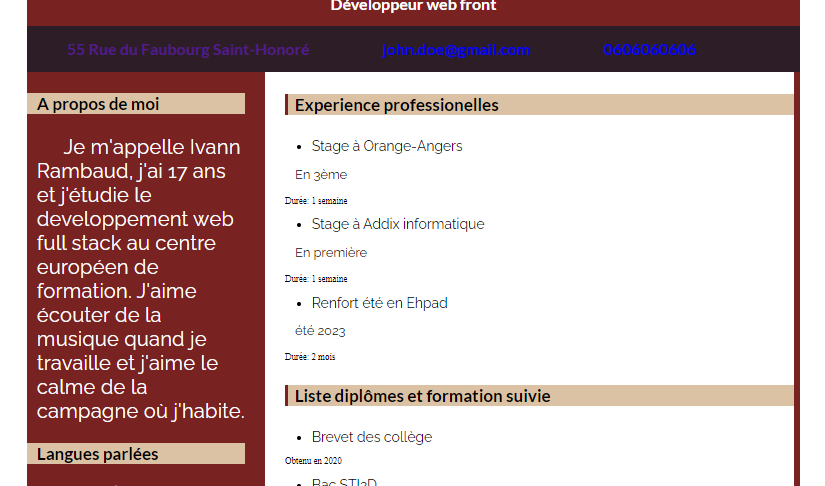 Développeur web front
55 Rue du Faubourg Saint-Honoré john.doe@gmail.com 0606060606
A propos de moi
Je m'appelle Ivann
Rambaud, j'ai 17 ans
et j'étudie le
developpement web
full stack au centre
européen de
formation. J'aime
écouter de la
musique quand je
travaille et j'aime le
calme de la
campagne où j'habite.
Langues parlées
Experience professionelles
Stage à Orange-Angers
En 3ème
Durée: 1 semaine
Stage à Addix informatique
En première
Durée: 1 semaine
Renfort été en Ehpad
été 2023
Durée: 2 mois
Liste diplômes et formation suivie
Brevet des collège
Obtenu en 2020
Bac STI2D